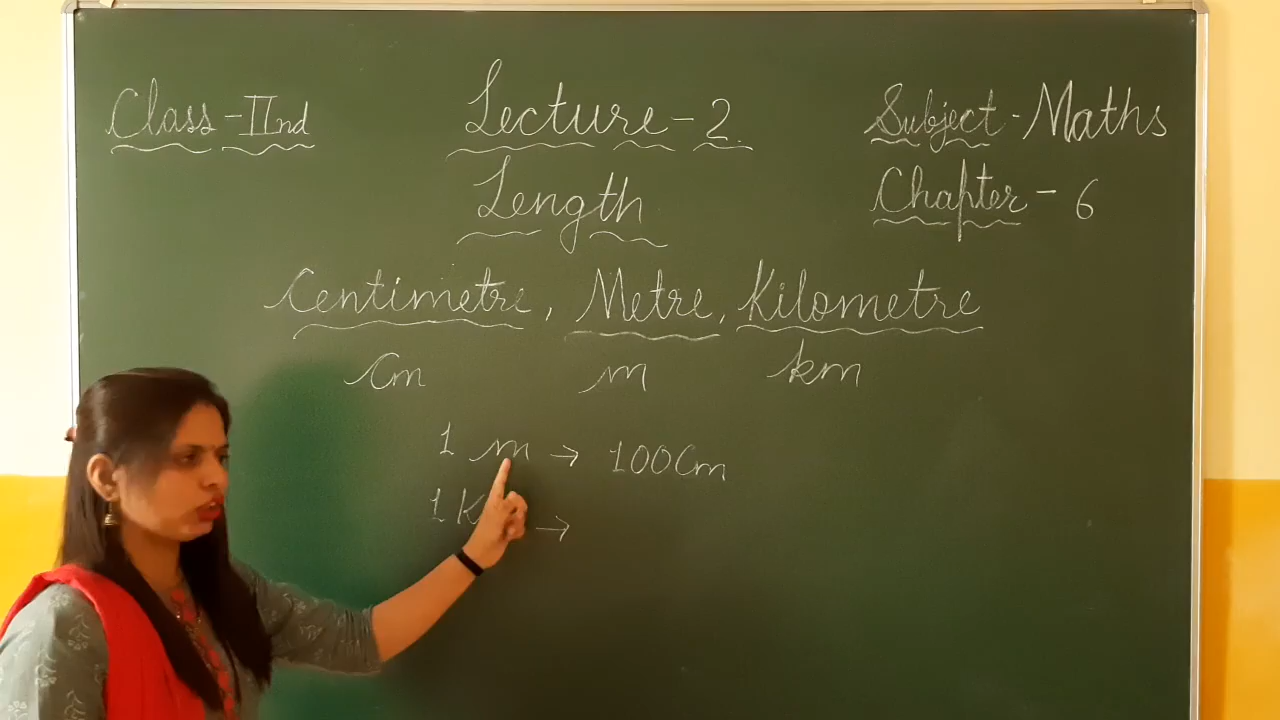 Class-IInd
Lecture-2
Subject-Maths
Length
Chapter-6
Centimetre, Metre, Kilometre
cm m km
1 m → 100cm
1 →